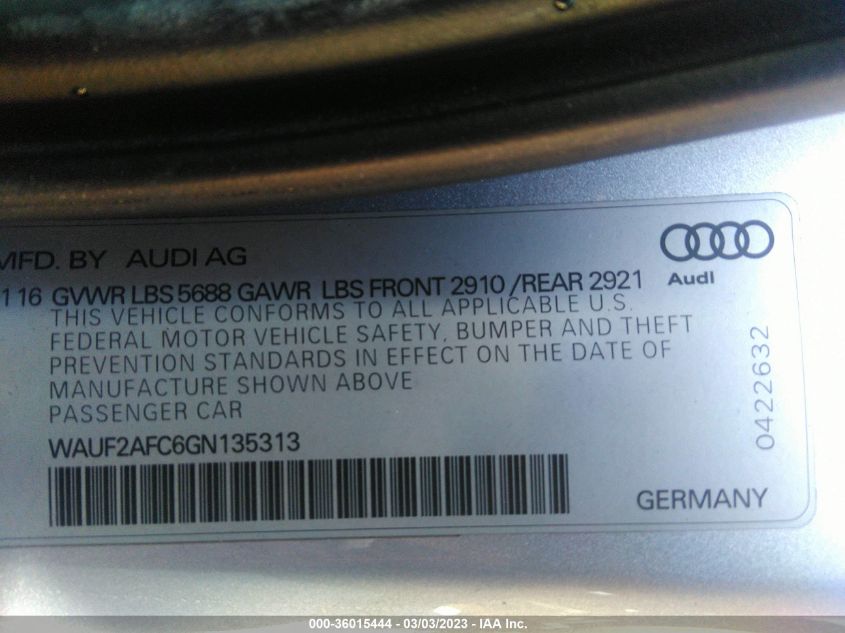 MFD. BY AUDI AG
Audi
116 GVWR LBS 5688 GAWR LBS FRONT 2910 /REAR 2921
THIS VEHICLE CONFORMS TO ALL APPLICABLE U.S.
FEDERAL MOTOR VEHICLE SAFETY, BUMPER AND THEFT
PREVENTION STANDARDS IN EFFECT ON THE DATE OF
MANUFACTURE SHOWN ABOVE
PASSENGER CAR
WAUF2AFC6GN135313
0422632
GERMANY
000-36015444 - 03/03/2023 - IAA Inc.